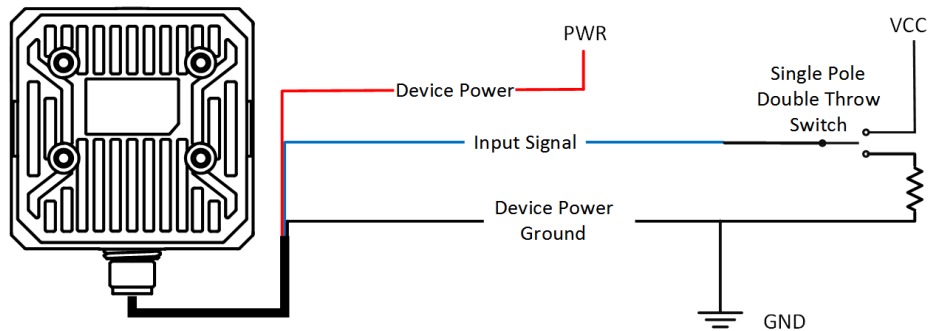 PWR
VCC
Device Power
Single Pole
Double Throw
Switch
Input Signal
Device Power
Ground
GND